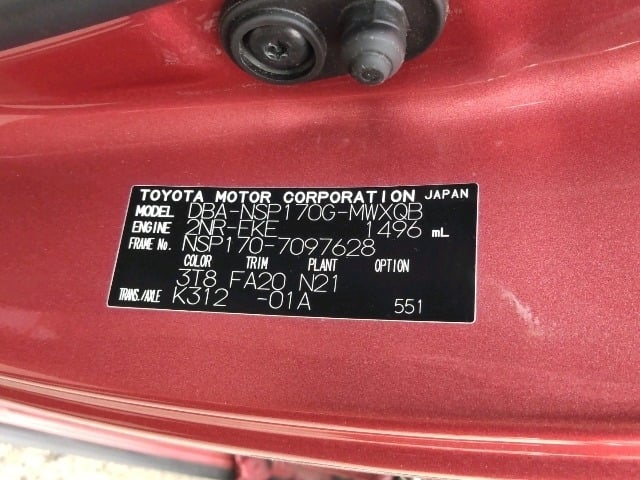 TOYOTA MOTOR CORPORATION JAPAN
MODEL DBA-NSP170G-MWXQB
ENGINE 2NR-FKE 1496 mL
FRAME No. NSP170-7097628
COLOR TRIM PLANT OPTION
3T8 FA20 N21
TRANS./AXLE K312 -01A 551